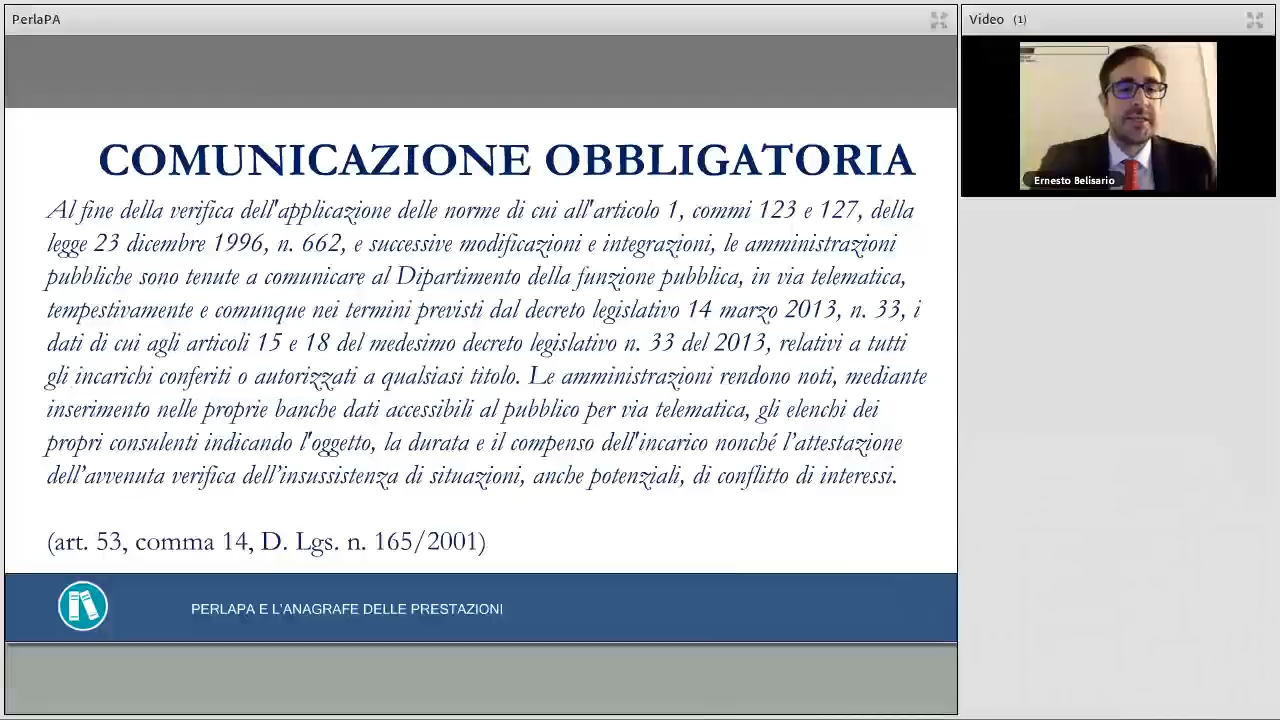 PerlaPA
Video (1)
Ernesto Belisario
COMUNICAZIONE OBBLIGATORIA
Al fine della verifica dell'applicazione delle norme di cui all'articolo 1, commi 123 e 127, della
legge 23 dicembre 1996, n. 662, e successive modificazioni e integrazioni, le amministrazioni
pubbliche sono tenute a comunicare al Dipartimento della funzione pubblica, in via telematica,
tempestivamente e comunque nei termini previsti dal decreto legislativo 14 marzo 2013, n. 33, i
dati di cui agli articoli 15 e 18 del medesimo decreto legislativo n. 33 del 2013, relativi a tutti
gli incarichi conferiti o autorizzati a qualsiasi titolo. Le amministrazioni rendono noti, mediante
inserimento nelle proprie banche dati accessibili al pubblico per via telematica, gli elenchi dei
propri consulenti indicando l'oggetto, la durata e il compenso dell'incarico nonché l’attestazione
dell’avvenuta verifica dell’insussistenza di situazioni, anche potenziali, di conflitto di interessi.
(art. 53, comma 14, D. Lgs. n. 165/2001)
PERLAPA E L'ANAGRAFE DELLE PRESTAZIONI